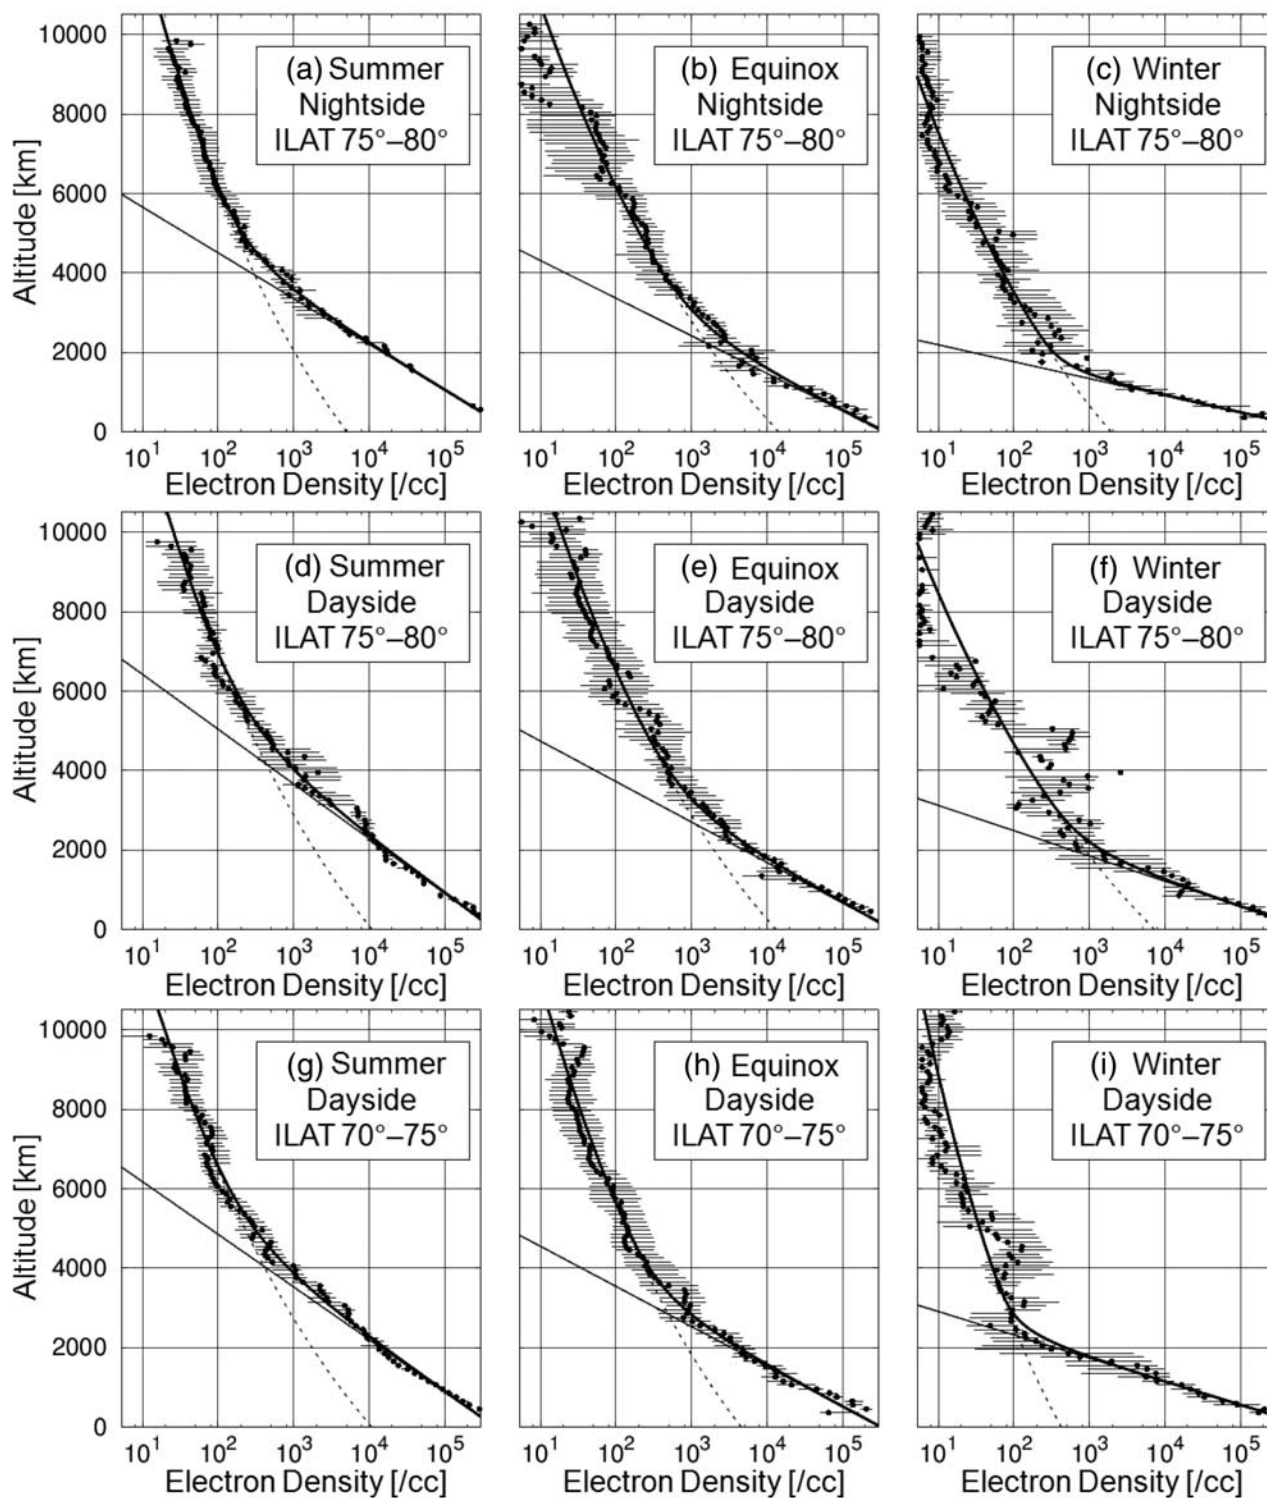 10000
8000
6000
4000
2000
0
Altitude [km]
(a) Summer
Nightside
ILAT 75°–80°
10¹ 10² 10³ 10⁴ 10⁵
Electron Density [/cc]
(b) Equinox
Nightside
ILAT 75°–80°
10¹ 10² 10³ 10⁴ 10⁵
Electron Density [/cc]
(c) Winter
Nightside
ILAT 75°–80°
10¹ 10² 10³ 10⁴ 10⁵
Electron Density [/cc]
10000
8000
6000
4000
2000
0
Altitude [km]
(d) Summer
Dayside
ILAT 75°–80°
10¹ 10² 10³ 10⁴ 10⁵
Electron Density [/cc]
(e) Equinox
Dayside
ILAT 75°–80°
10¹ 10² 10³ 10⁴ 10⁵
Electron Density [/cc]
(f) Winter
Dayside
ILAT 75°–80°
10¹ 10² 10³ 10⁴ 10⁵
Electron Density [/cc]
10000
8000
6000
4000
2000
0
Altitude [km]
(g) Summer
Dayside
ILAT 70°–75°
10¹ 10² 10³ 10⁴ 10⁵
Electron Density [/cc]
(h) Equinox
Dayside
ILAT 70°–75°
10¹ 10² 10³ 10⁴ 10⁵
Electron Density [/cc]
(i) Winter
Dayside
ILAT 70°–75°
10¹ 10² 10³ 10⁴ 10⁵
Electron Density [/cc]